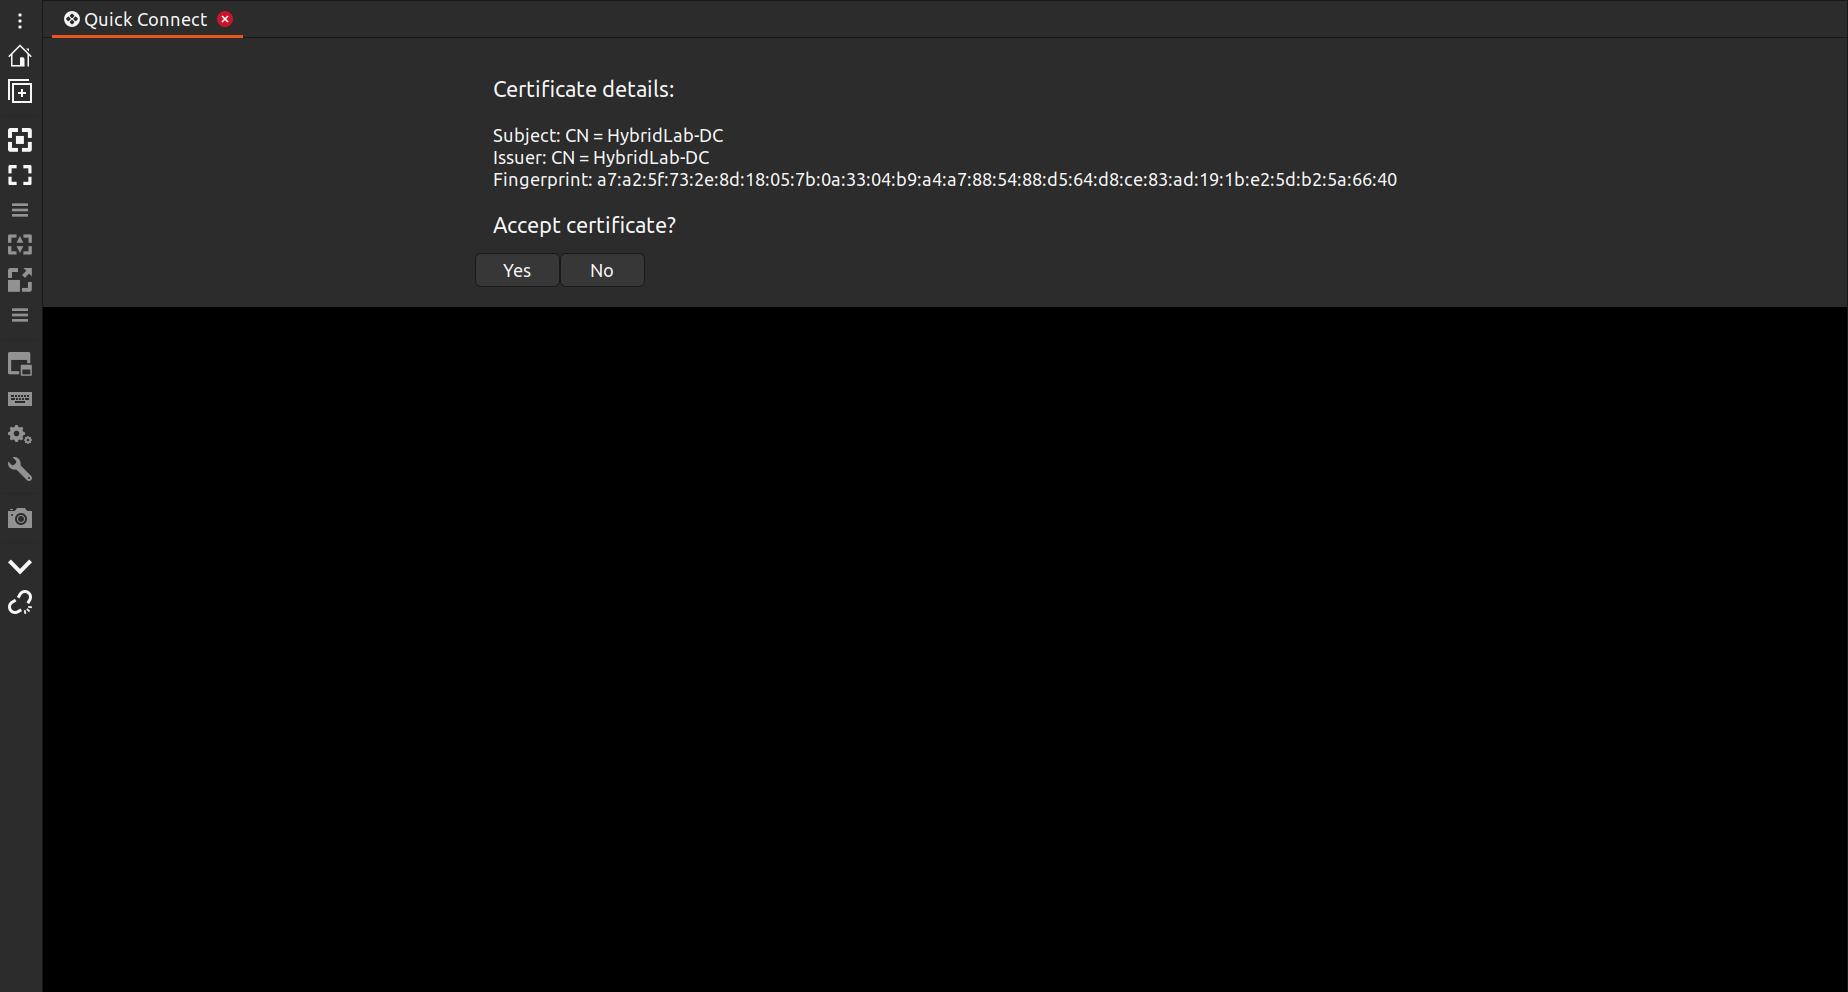 Quick Connect
Certificate details:
Subject: CN = HybridLab-DC
Issuer: CN = HybridLab-DC
Fingerprint: a7:a2:5f:73:2e:8d:18:05:7b:0a:33:04:b9:a4:a7:88:54:88:d5:64:d8:ce:83:ad:19:1b:e2:5d:b2:5a:66:40
Accept certificate?
Yes No